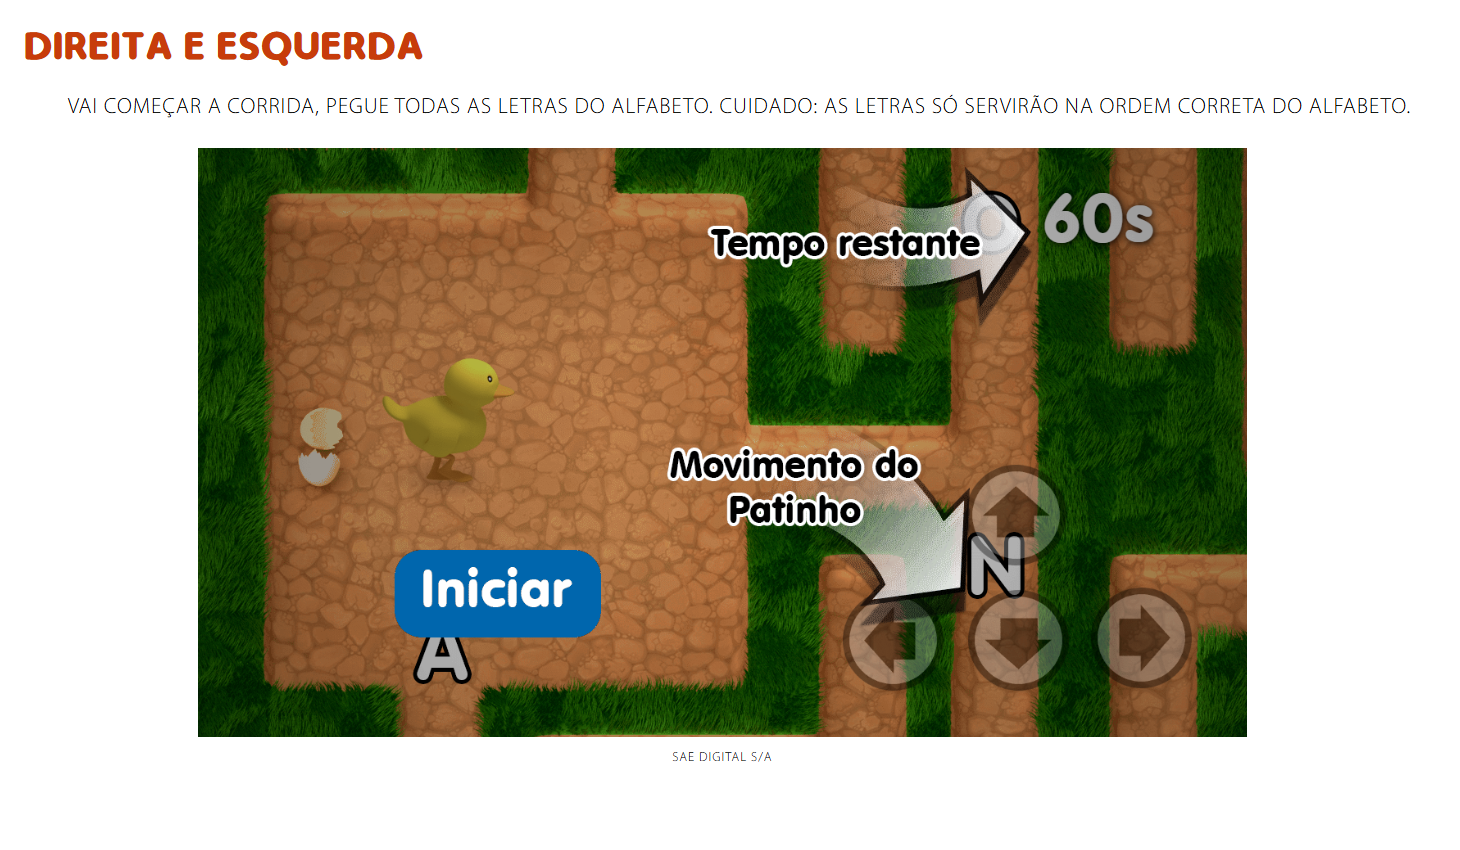 DIREITA E ESQUERDA
VAI COMEÇAR A CORRIDA, PEGUE TODAS AS LETRAS DO ALFABETO. CUIDADO: AS LETRAS SÓ SERVIRÃO NA ORDEM CORRETA DO ALFABETO.
60s
Tempo restante
Movimento do
Patinho
N
Iniciar
A
SAE DIGITAL S/A